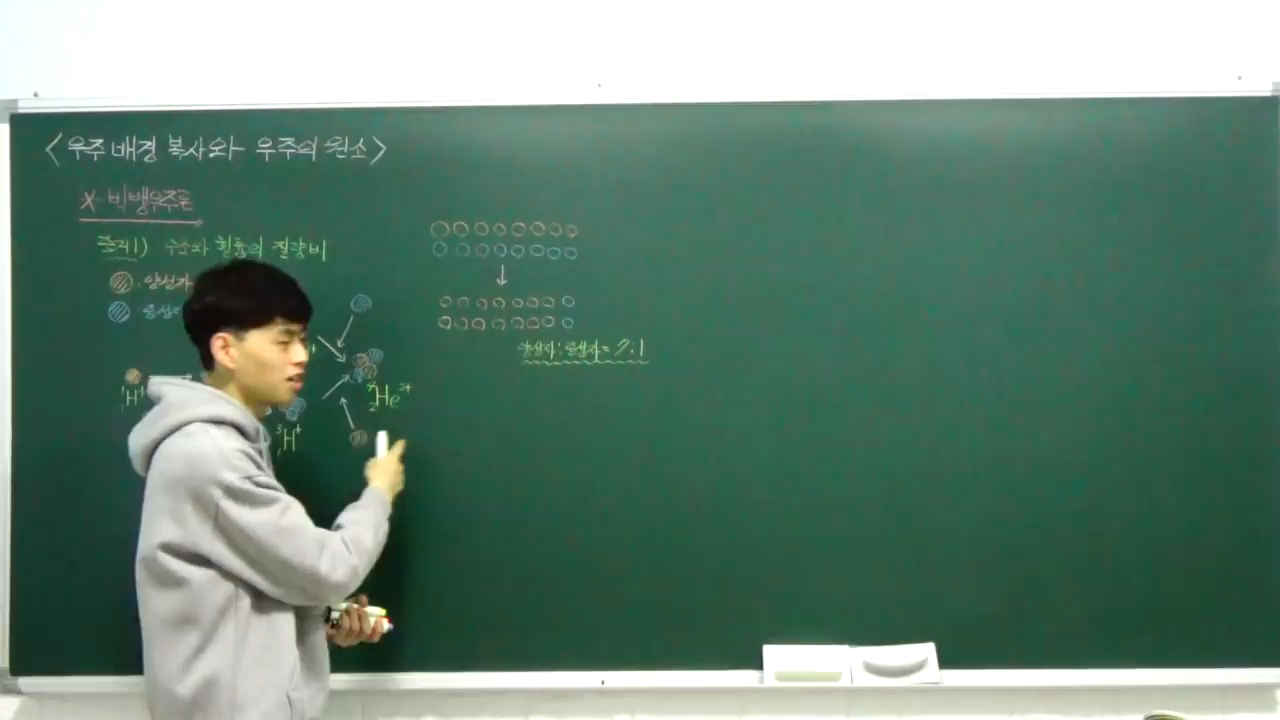 <우주 배경 복사와 우주의 원소>
* 빅뱅우주론
증거1) 수소와 헬륨의 질량비
: 양성자
: 중성
양성자 : 중성자 = 7 : 1
¹₁H⁺
⁴₂He²⁺
³₁H⁺